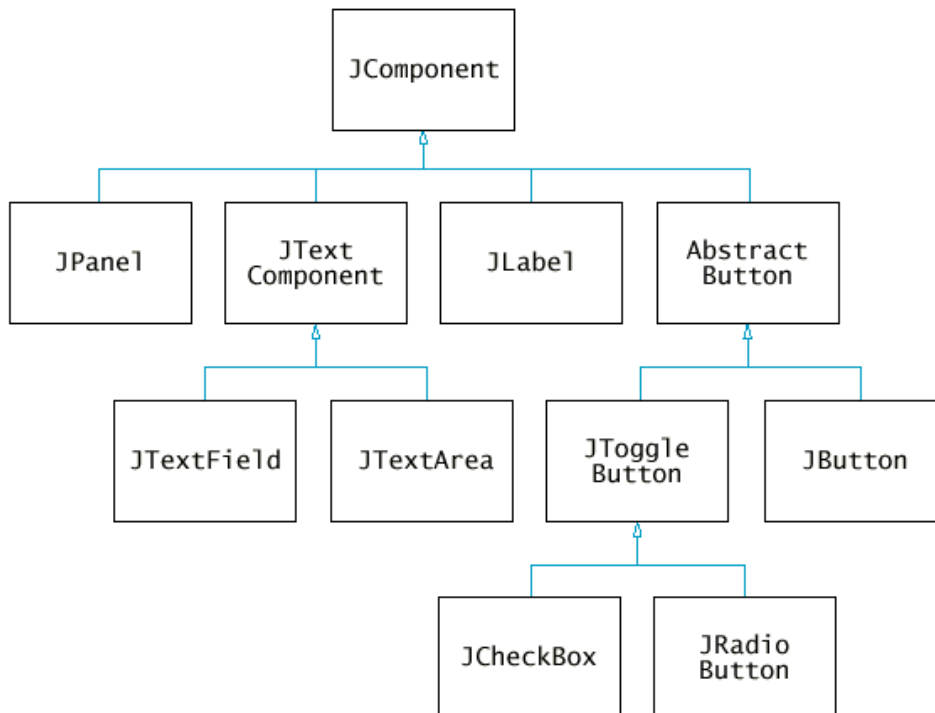 JComponent
JPanel
JText
Component
JLabel
Abstract
Button
JTextField
JTextArea
JToggle
Button
JButton
JCheckBox
JRadio
Button